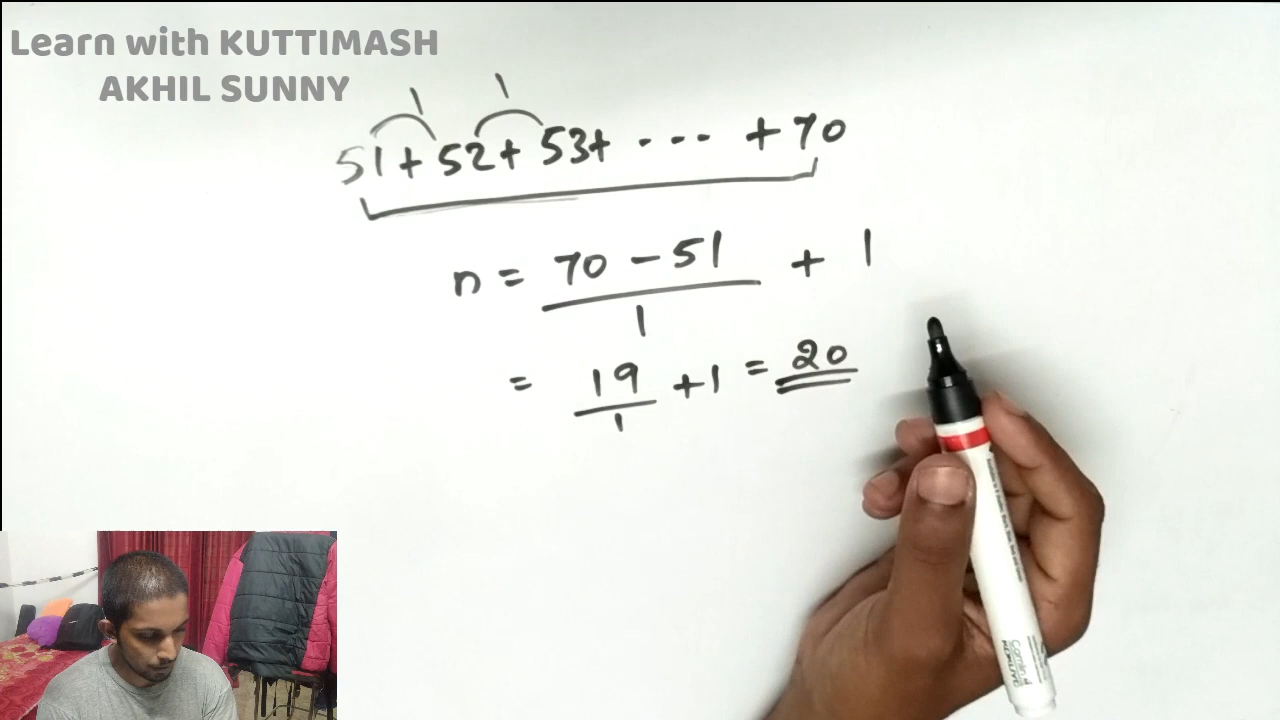 Learn with KUTTIMASH
AKHIL SUNNY
1 1
51 + 52 + 53 + ... + 70
n = 70 - 51 / 1 + 1
= 19 / 1 + 1 = 20